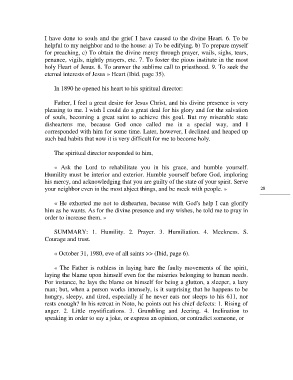 I have done to souls and the grief I have caused to the divine Heart. 6. To be
helpful to my neighbor and to the house: a) To be edifying. b) To prepare myself
for preaching, c) To obtain the divine mercy through prayer, wails, sighs, tears,
penance, vigils, nightly prayers, etc. 7. To foster the pious institute in the most
holy Heart of Jesus. 8. To answer the sublime call to priesthood. 9. To seek the
eternal interests of Jesus » Heart (Ibid. page 35).
In 1890 he opened his heart to his spiritual director:
Father, I feel a great desire for Jesus Christ, and his divine presence is very
pleasing to me. I wish I could do a great deal for his glory and for the salvation
of souls, becoming a great saint to achieve this goal. But my miserable state
disheartens me, because God once called me in a special way, and I
corresponded with him for some time. Later, however, I declined and heaped up
such bad habits that now it is very difficult for me to become holy.
The spiritual director responded to him,
« Ask the Lord to rehabilitate you in his grace, and humble yourself.
Humility must be interior and exterior. Humble yourself before God, imploring
his mercy, and acknowledging that you are guilty of the state of your spirit. Serve
your neighbor even in the most abject things, and be meek with people. »
28
« He exhorted me not to dishearten, because with God's help I can glorify
him as he wants. As for the divine presence and my wishes, he told me to pray in
order to increase them. »
SUMMARY: 1. Humility. 2. Prayer. 3. Humiliation. 4. Meekness, 5.
Courage and trust.
« October 31, 1980, eve of all saints >> (Ibid, page 6).
« The Father is ruthless in laying bare the faulty movements of the spirit,
laying the blame upon himself even for the miseries belonging to human needs.
For instance, he lays the blame on himself for being a glutton, a sleeper, a lazy
man; but, when a person works intensely, is it surprising that he happens to be
hungry, sleepy, and tired, especially if he never eats nor sleeps to his 611, nor
rests enough? In his retreat in Noto, he points out his chief defects: 1. Rising of
anger. 2. Little mystifications. 3. Grumbling and Jeering. 4. Inclination to
speaking in order to say a joke, or express an opinion, or contradict someone, or